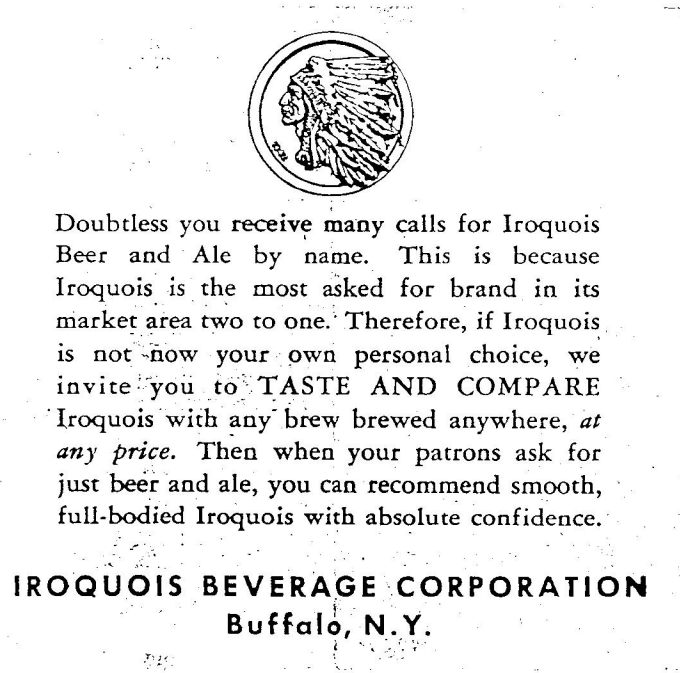 Doubtless you receive many calls for Iroquois
Beer and Ale by name. This is because
Iroquois is the most asked for brand in its
market area two to one. Therefore, if Iroquois
is not now your own personal choice, we
invite you to TASTE AND COMPARE
Iroquois with any brew brewed anywhere, at
any price. Then when your patrons ask for
just beer and ale, you can recommend smooth,
full-bodied Iroquois with absolute confidence.
IROQUOIS BEVERAGE CORPORATION
Buffalo, N.Y.